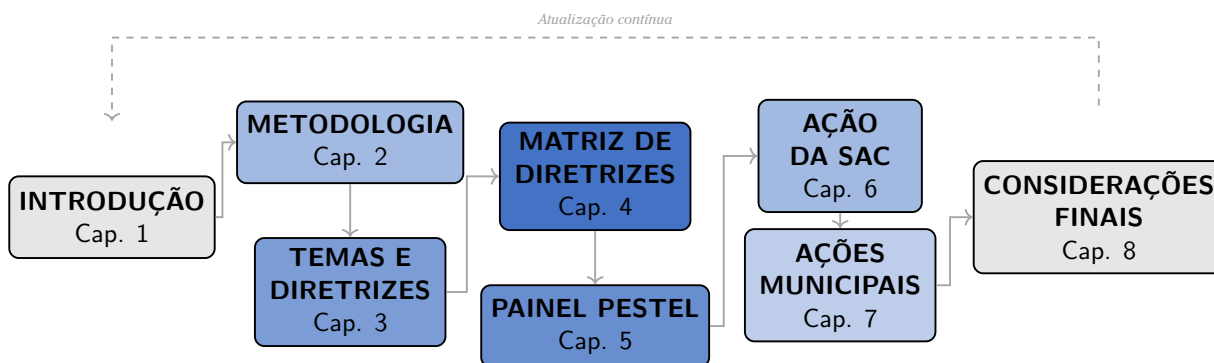 Atualização contínua
INTRODUÇÃO
Cap. 1
METODOLOGIA
Cap. 2
TEMAS E
DIRETRIZES
Cap. 3
MATRIZ DE
DIRETRIZES
Cap. 4
PAINEL PESTEL
Cap. 5
AÇÃO
DA SAC
Cap. 6
AÇÕES
MUNICIPAIS
Cap. 7
CONSIDERAÇÕES
FINAIS
Cap. 8